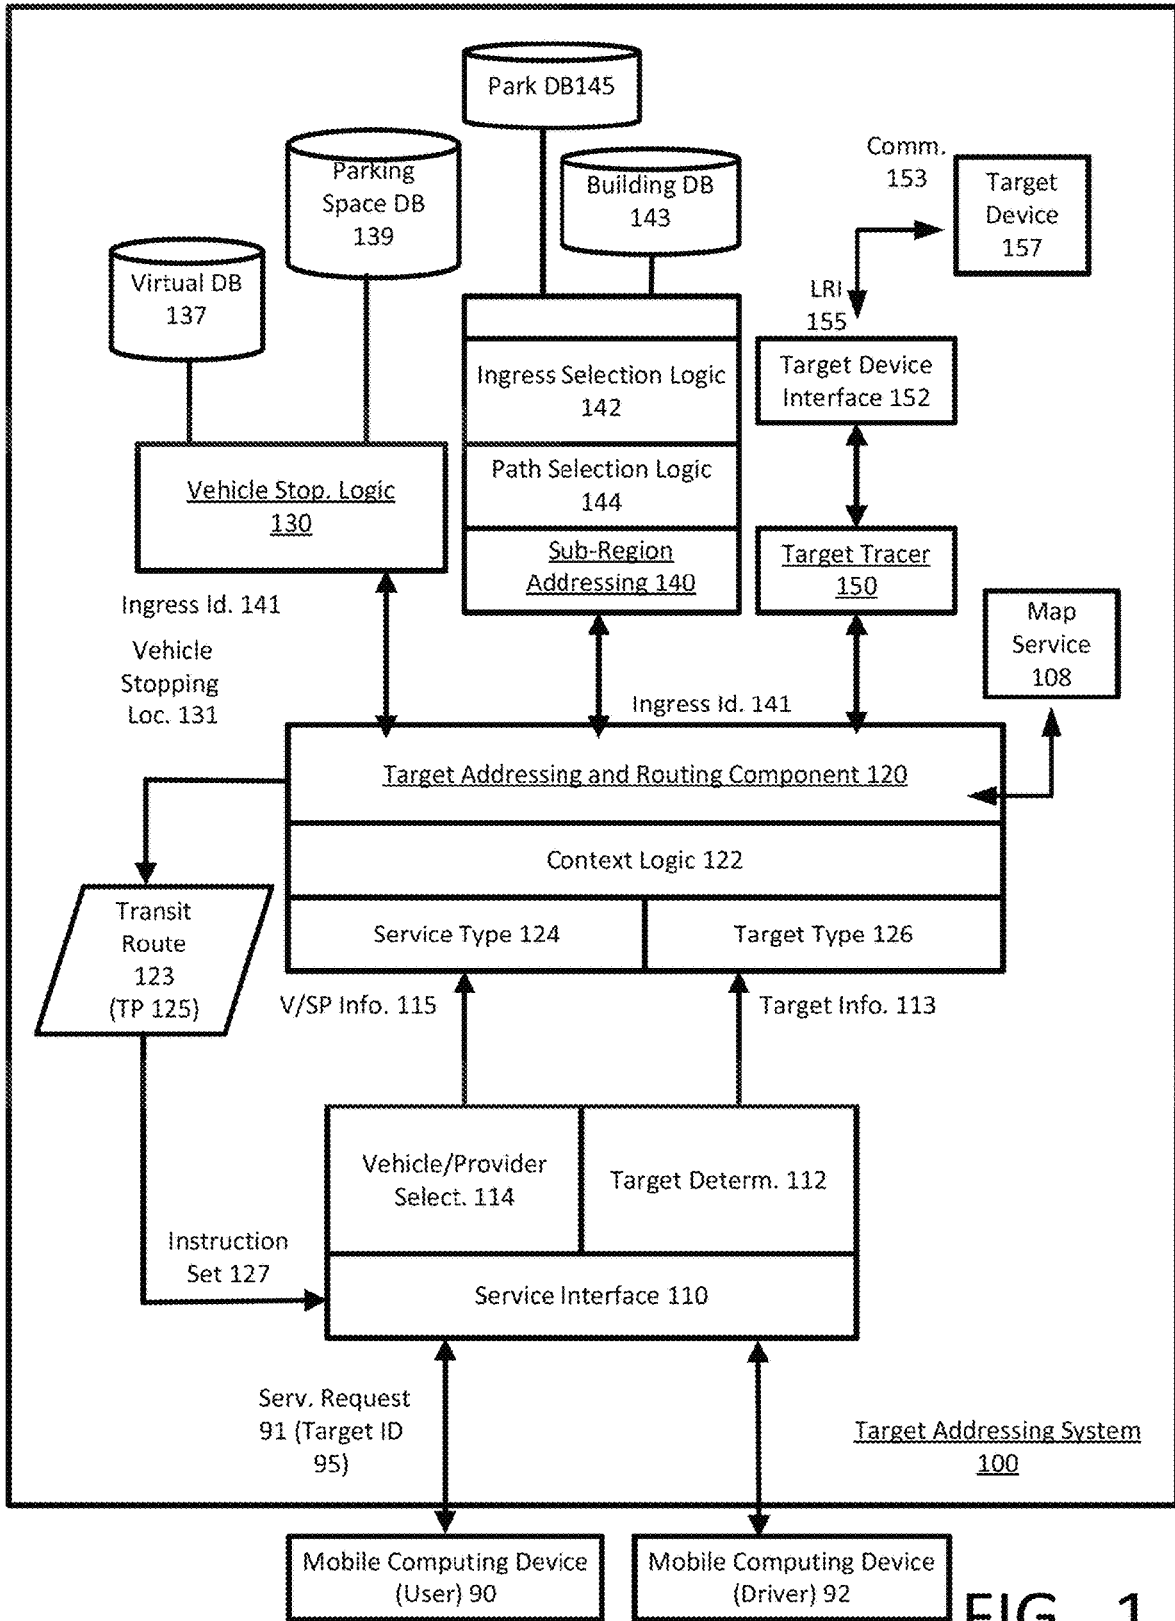 Park DB145
Parking
Space DB
139
Building DB
143
Comm.
153
Target
Device
157
Virtual DB
137
LRI
155
Ingress Selection Logic
142
Target Device
Interface 152
Path Selection Logic
144
Vehicle Stop. Logic
130
Sub-Region
Addressing 140
Target Tracer
150
Ingress Id. 141
Vehicle
Stopping
Loc. 131
Map
Service
108
Ingress Id. 141
Target Addressing and Routing Component 120
Context Logic 122
Service Type 124
Target Type 126
Transit
Route
123
(TP 125)
V/SP Info. 115
Target Info. 113
Vehicle/Provider
Select. 114
Target Determ. 112
Instruction
Set 127
Service Interface 110
Serv. Request
91 (Target ID
95)
Target Addressing System
100
Mobile Computing Device
(User) 90
Mobile Computing Device
(Driver) 92
FIG. 1